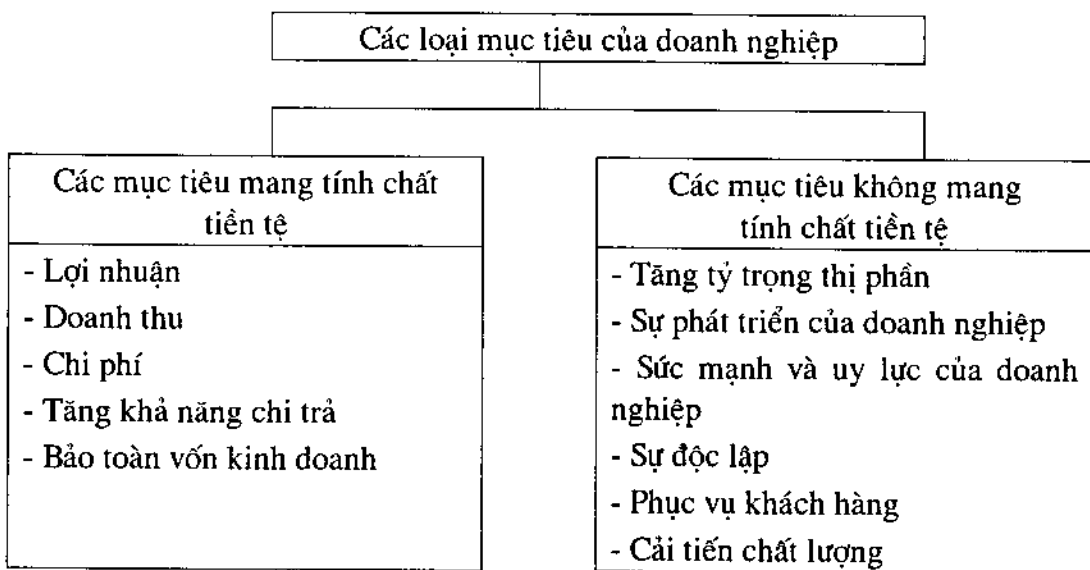 Các loại mục tiêu của doanh nghiệp
Các mục tiêu mang tính chất
tiền tệ
- Lợi nhuận
- Doanh thu
- Chi phí
- Tăng khả năng chi trả
- Bảo toàn vốn kinh doanh
Các mục tiêu không mang
tính chất tiền tệ
- Tăng tỷ trọng thị phần
- Sự phát triển của doanh nghiệp
- Sức mạnh và uy lực của doanh
nghiệp
- Sự độc lập
- Phục vụ khách hàng
- Cải tiến chất lượng